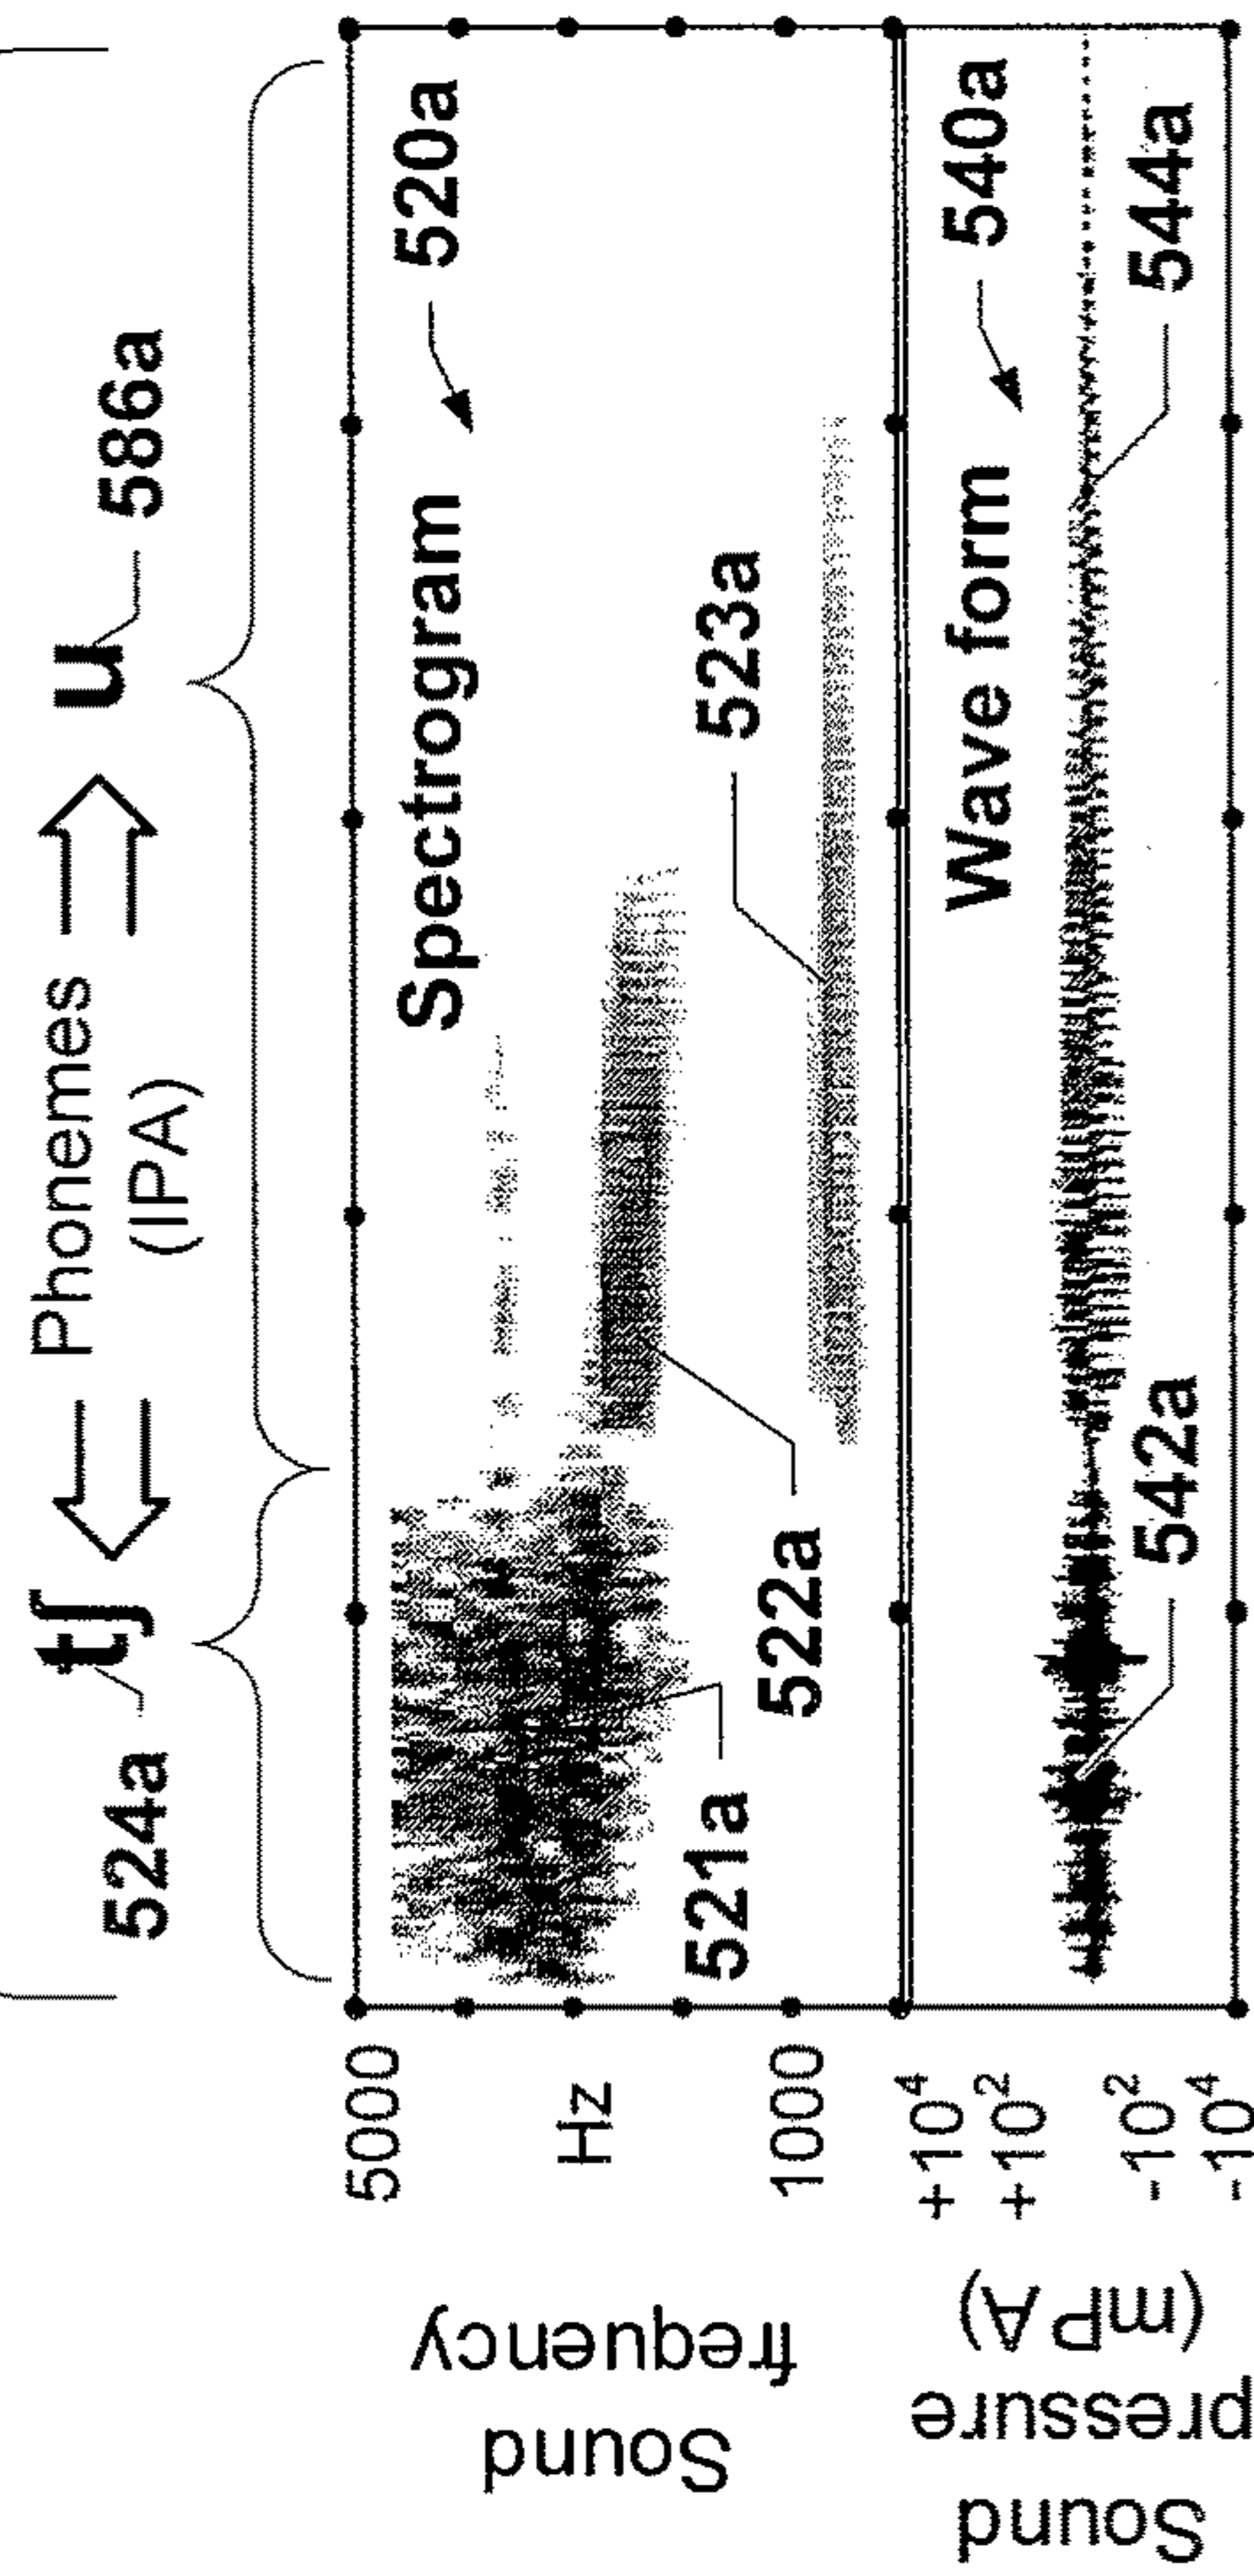 Phonemes
(IPA)
tʃ
u
524a
586a
5000
Hz
1000
Sound
frequency
Spectrogram
520a
521a
522a
523a
+10⁴
+10²
-10²
-10⁴
Sound
pressure
(mPA)
Wave form
540a
542a
544a